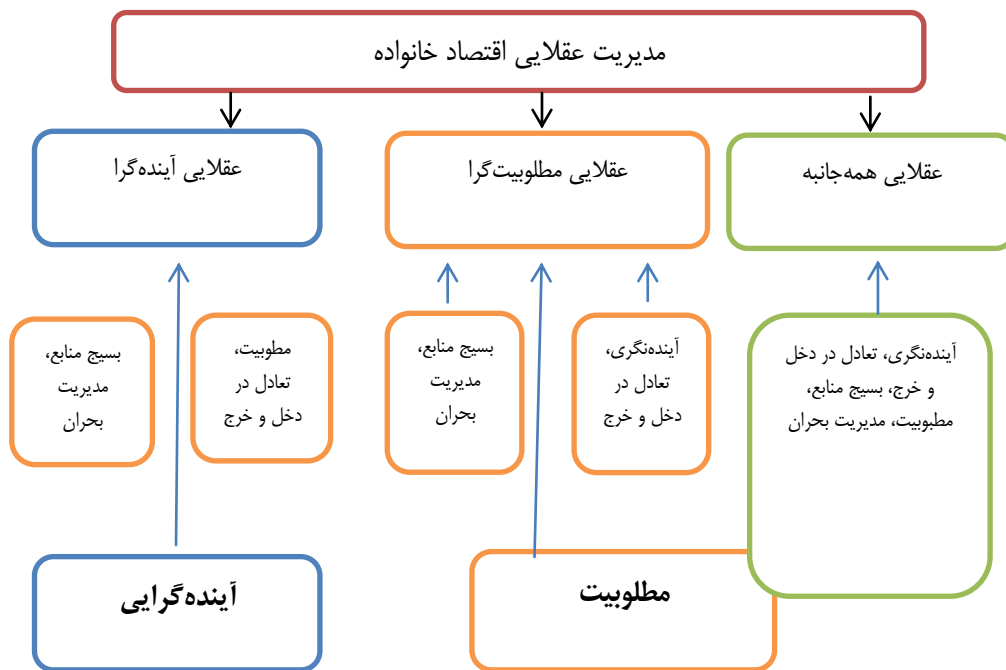 مدیریت عقلایی اقتصاد خانواده
عقلایی همه‌جانبه
عقلایی مطلوبیت‌گرا
عقلایی آینده‌گرا
آینده‌نگری، تعادل در دخل
و خرج، بسیج منابع،
مطبوبیت، مدیریت بحران
آینده‌نگری،
تعادل در
دخل و خرج
بسیج منابع،
مدیریت
بحران
مطوبیت،
تعادل در
دخل و خرج
بسیج منابع،
مدیریت
بحران
مطلوبیت
آینده‌گرایی